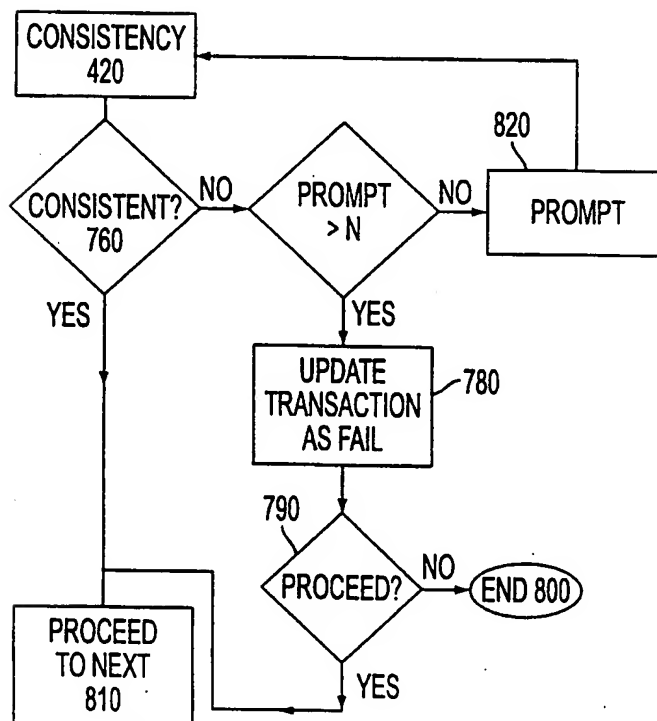 CONSISTENCY
420
820
CONSISTENT?
760
NO
PROMPT
> N
NO
PROMPT
YES
YES
UPDATE
TRANSACTION
AS FAIL
780
790
PROCEED?
NO
END 800
PROCEED
TO NEXT
810
YES